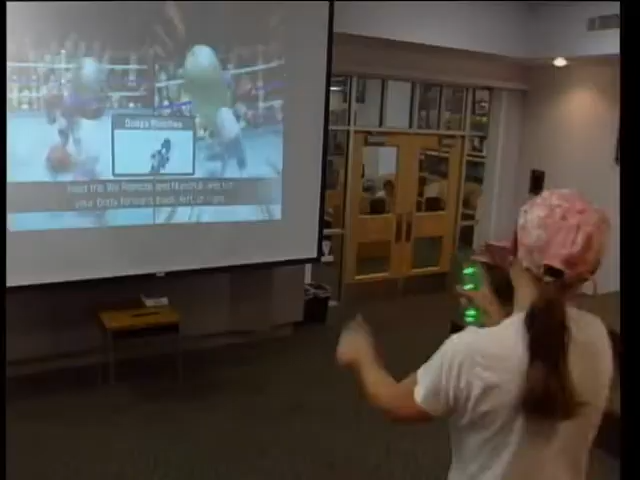 Dodge Punches
Hold the Wii Remote and Nunchuk and tilt
your body forward, back, left, or right.